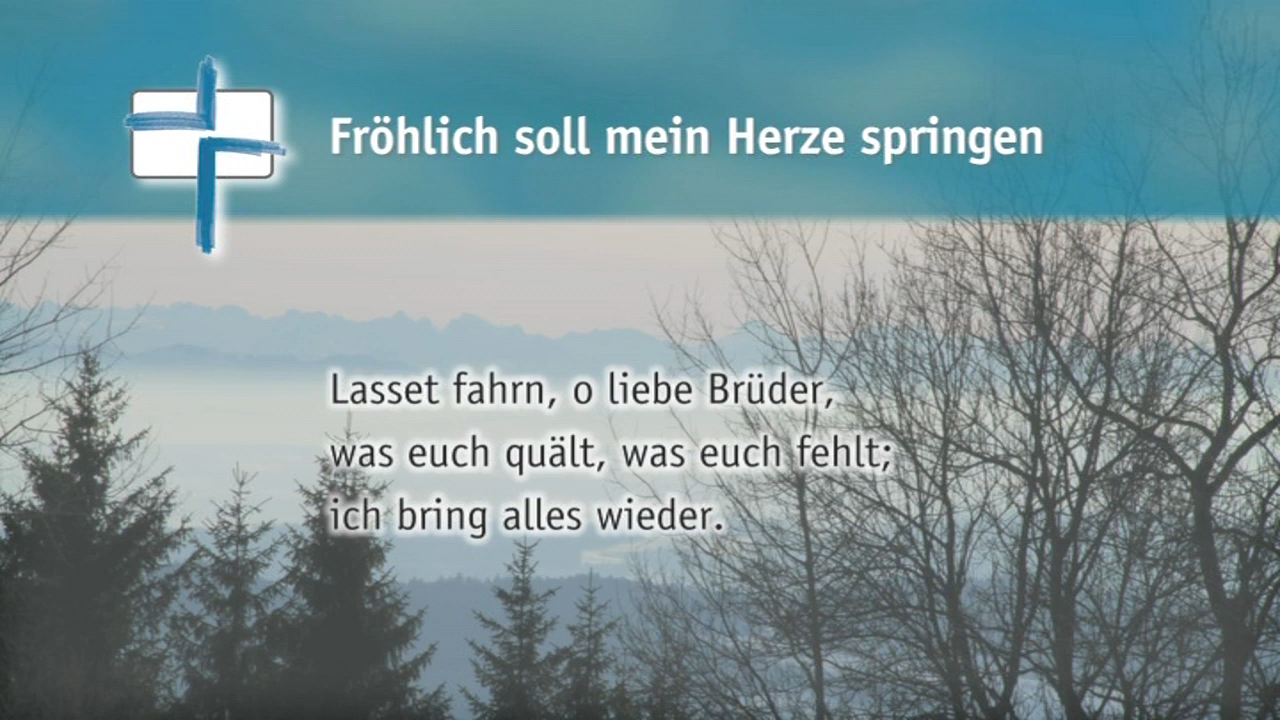 Fröhlich soll mein Herze springen
Lasset fahrn, o liebe Brüder,
was euch quält, was euch fehlt;
ich bring alles wieder.